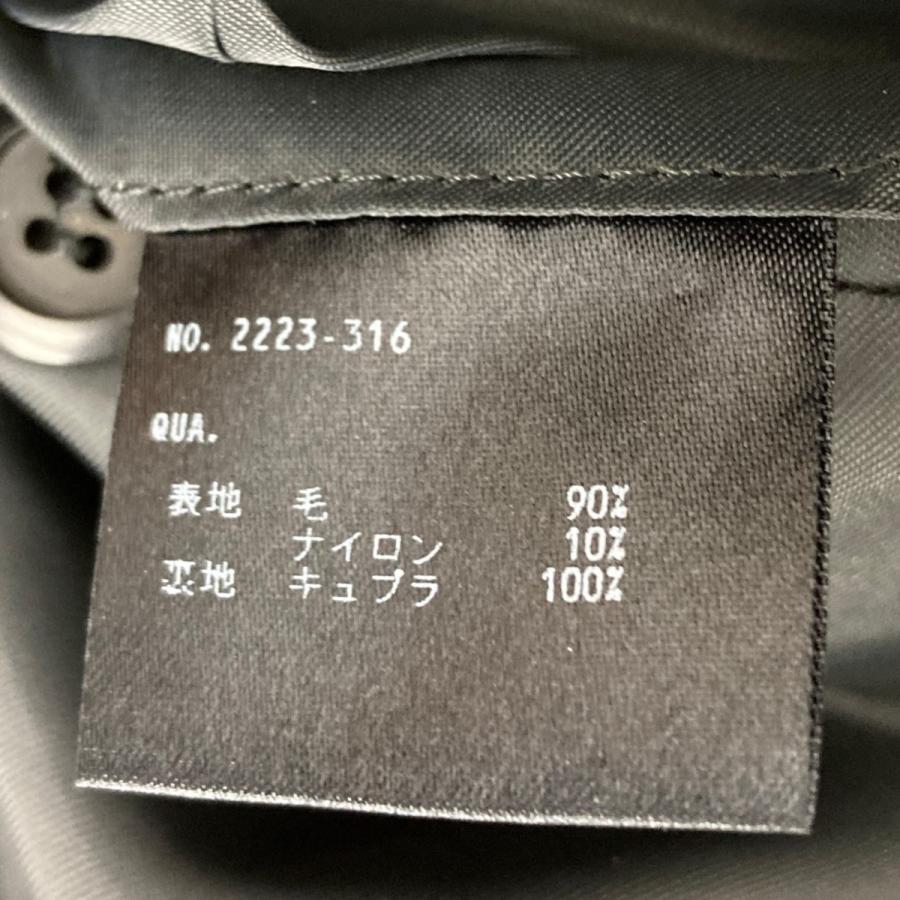 NO. 2223-316
QUA.
表地 毛 90%
ナイロン 10%
裏地 キュプラ 100%